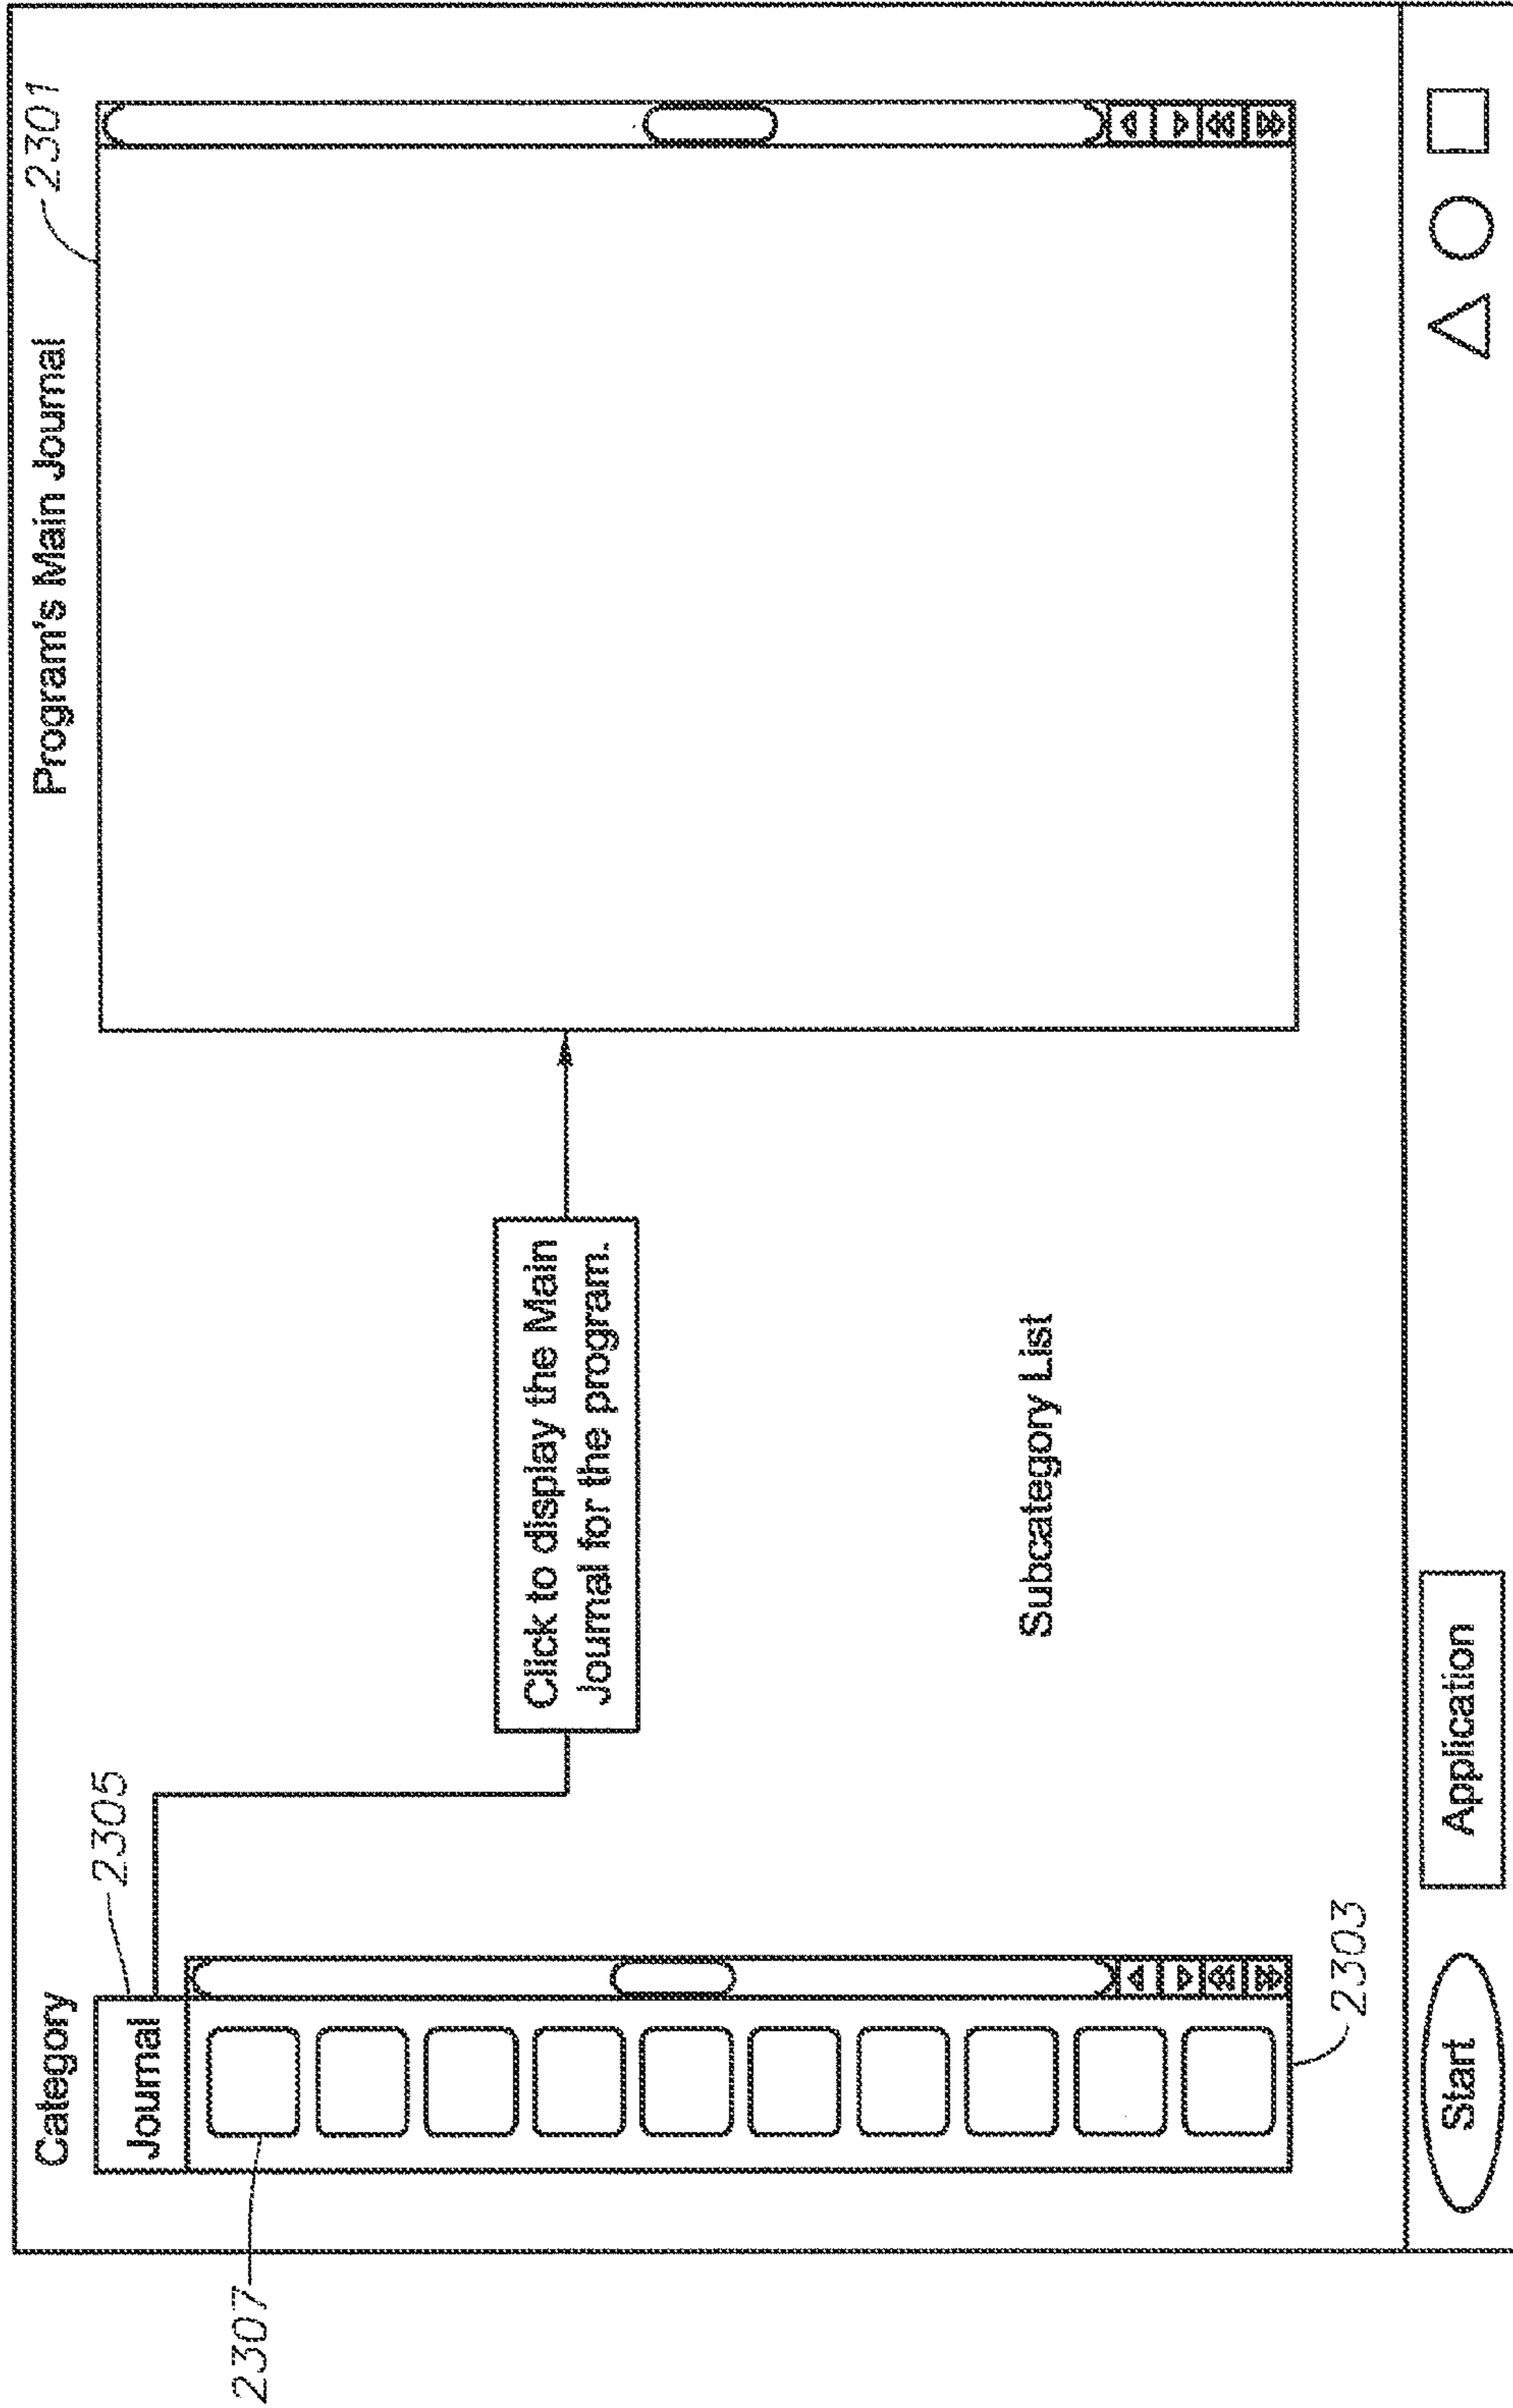 Category
Program's Main Journal
2301
2305
Journal
2307
Click to display the Main
Journal for the program.
Subcategory List
2303
Start
Application